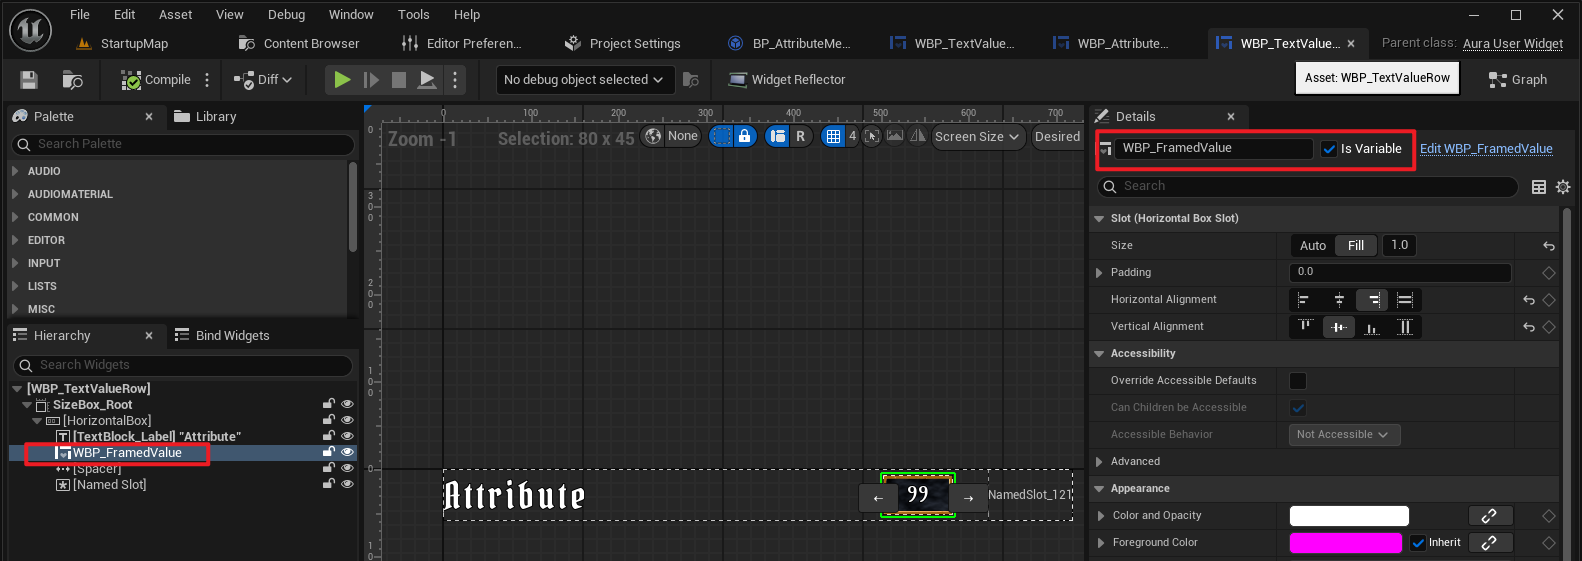 File Edit Asset View Debug Window Tools Help
StartupMap Content Browser Editor Preferen... Project Settings BP_AttributeMe... WBP_TextValue... WBP_Attribute... WBP_TextValue... Parent class: Aura User Widget
Compile Diff No debug object selected Widget Reflector Asset: WBP_TextValueRow Graph
Palette Library
Search Palette
AUDIO
AUDIOMATERIAL
COMMON
EDITOR
INPUT
LISTS
MISC
Hierarchy Bind Widgets
Search Widgets
[WBP_TextValueRow]
SizeBox_Root
[HorizontalBox]
[TextBlock_Label] "Attribute"
WBP_FramedValue
[Spacer]
[Named Slot]
0 100 200 300 400 500 600 700
Zoom -1 Selection: 80 x 45 None R 4 Screen Size Desired
0
300
200
100
0
10
Attribute 99 NamedSlot_121
Details
WBP_FramedValue Is Variable Edit WBP_FramedValue
Search
Slot (Horizontal Box Slot)
Size Auto Fill 1.0
Padding 0.0
Horizontal Alignment
Vertical Alignment
Accessibility
Override Accessible Defaults
Can Children be Accessible
Accessible Behavior Not Accessible
Advanced
Appearance
Color and Opacity
Foreground Color Inherit